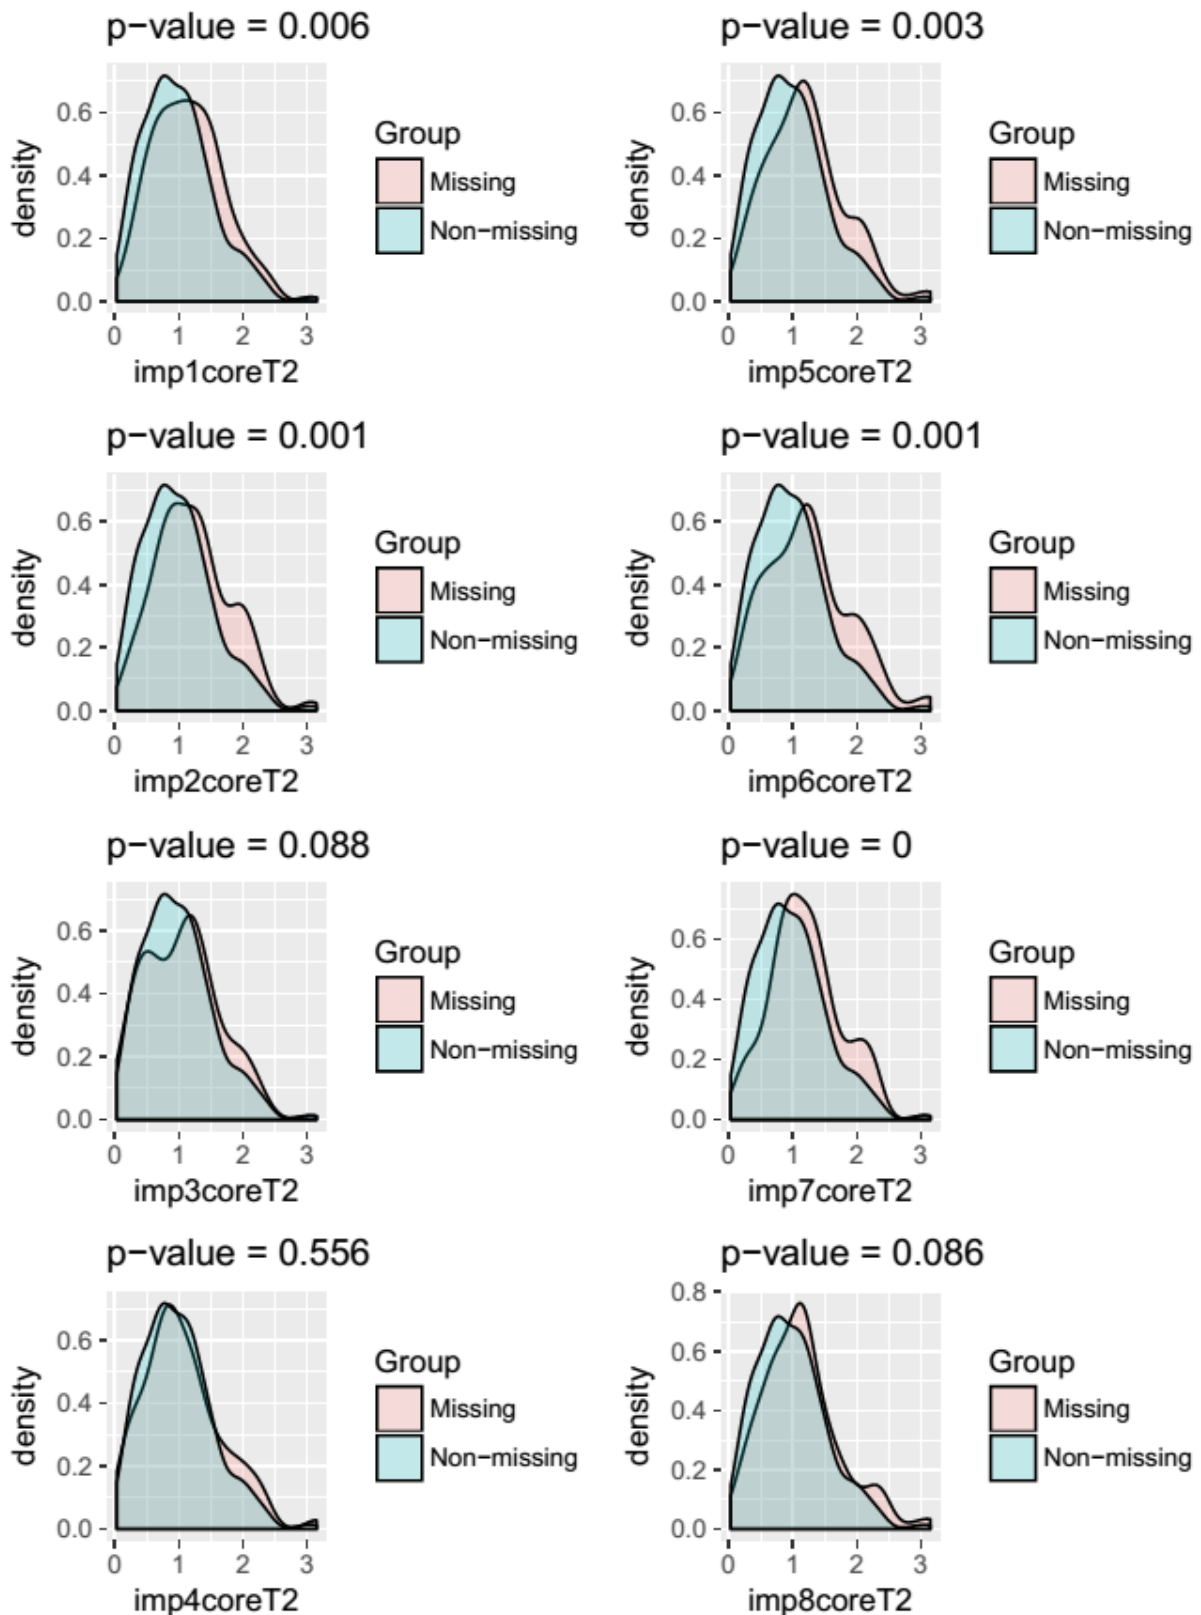 p−value = 0.006
density
0.6
0.4
0.2
0.0
0 1 2 3
imp1coreT2
Group
Missing
Non−missing
p−value = 0.003
density
0.6
0.4
0.2
0.0
0 1 2 3
imp5coreT2
Group
Missing
Non−missing
p−value = 0.001
density
0.6
0.4
0.2
0.0
0 1 2 3
imp2coreT2
Group
Missing
Non−missing
p−value = 0.001
density
0.6
0.4
0.2
0.0
0 1 2 3
imp6coreT2
Group
Missing
Non−missing
p−value = 0.088
density
0.6
0.4
0.2
0.0
0 1 2 3
imp3coreT2
Group
Missing
Non−missing
p−value = 0
density
0.6
0.4
0.2
0.0
0 1 2 3
imp7coreT2
Group
Missing
Non−missing
p−value = 0.556
density
0.6
0.4
0.2
0.0
0 1 2 3
imp4coreT2
Group
Missing
Non−missing
p−value = 0.086
density
0.8
0.6
0.4
0.2
0.0
0 1 2 3
imp8coreT2
Group
Missing
Non−missing